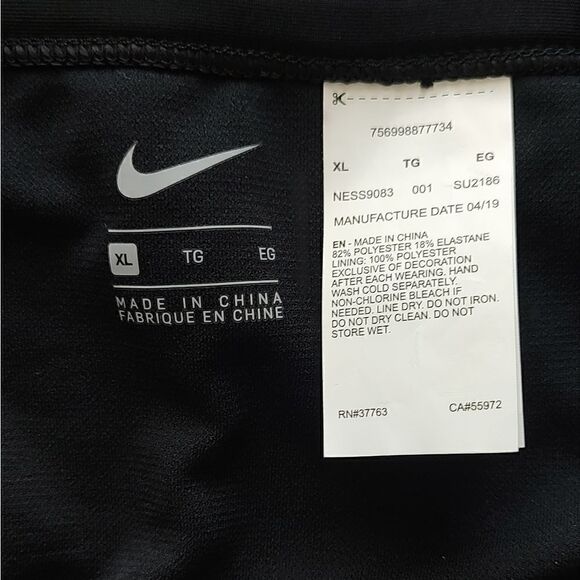 XL TG EG
MADE IN CHINA
FABRIQUE EN CHINE
756998877734
XL TG EG
NESS9083 001 SU2186
MANUFACTURE DATE 04/19
EN - MADE IN CHINA
82% POLYESTER 18% ELASTANE
LINING: 100% POLYESTER
EXCLUSIVE OF DECORATION
AFTER EACH WEARING. HAND
WASH COLD SEPARATELY.
NON-CHLORINE BLEACH IF
NEEDED. LINE DRY. DO NOT IRON.
DO NOT DRY CLEAN. DO NOT
STORE WET.
RN#37763 CA#55972